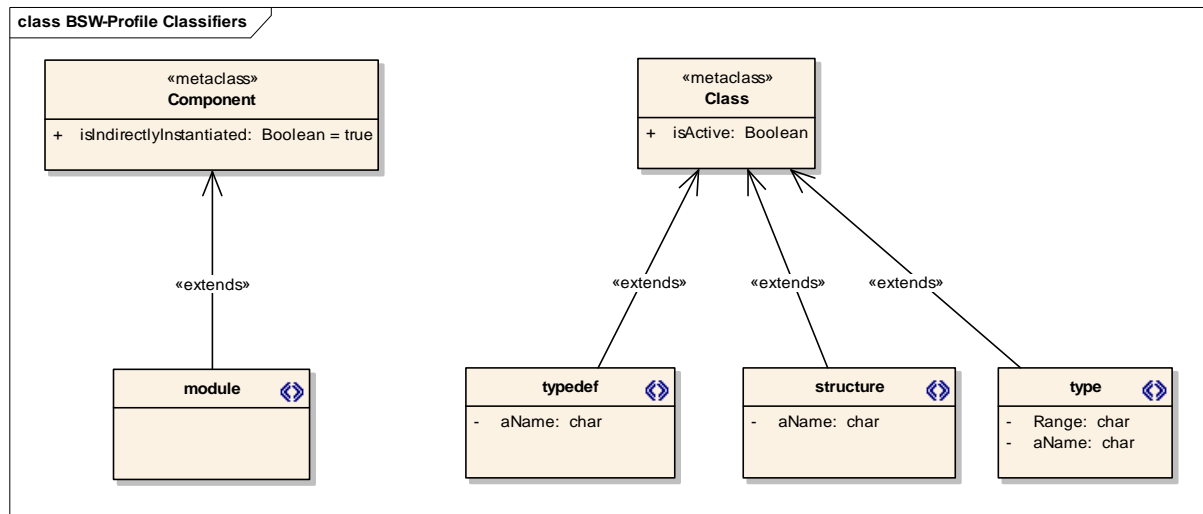 class BSW-Profile Classifiers
«metaclass»
Component
+ isIndirectlyInstantiated: Boolean = true
«metaclass»
Class
+ isActive: Boolean
«extends»
«extends»
«extends»
«extends»
module
typedef
- aName: char
structure
- aName: char
type
- Range: char
- aName: char